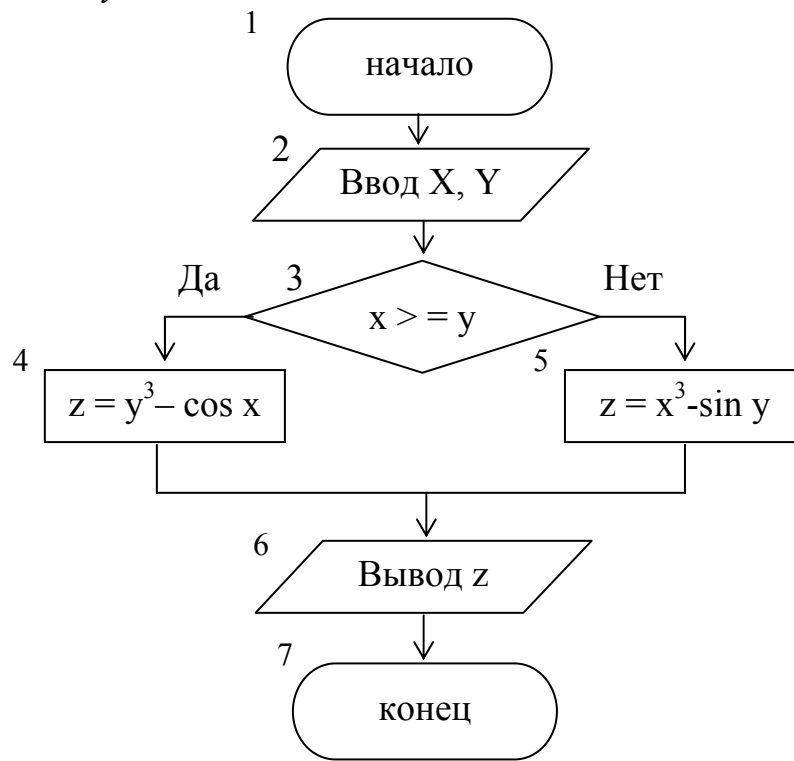 1
начало
2
Ввод X, Y
Да
3
Нет
x > = y
4
5
z = y³– cos x
z = x³-sin y
6
Вывод z
7
конец